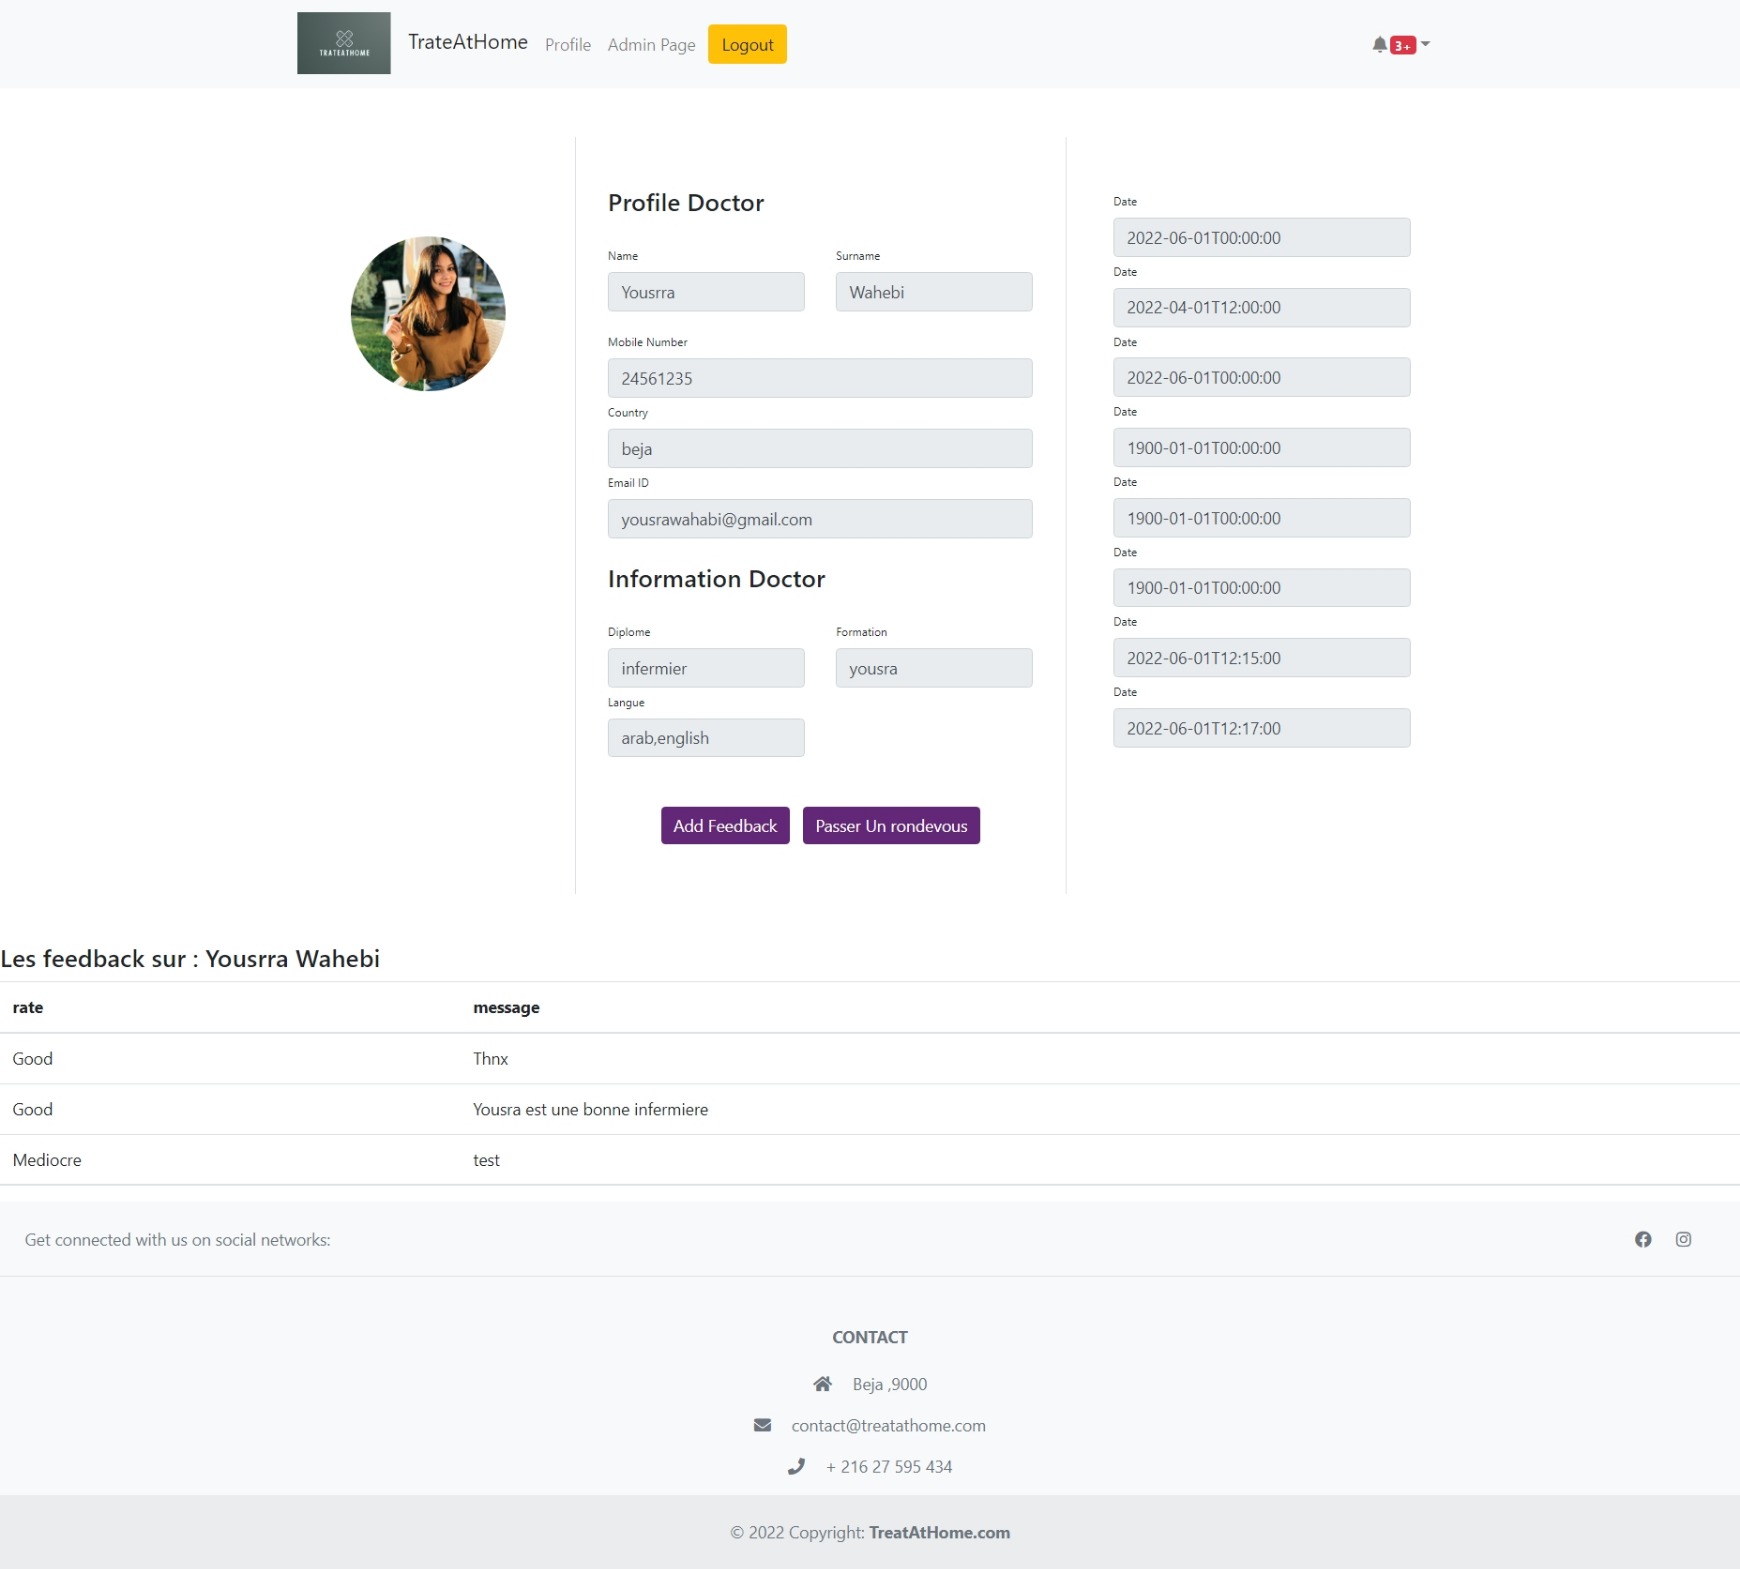 TRATEATHOME
TrateAtHome Profile Admin Page Logout 3+
Profile Doctor
Name Surname
Yousrra Wahebi
Mobile Number
24561235
Country
beja
Email ID
yousrawahabi@gmail.com
Information Doctor
Diplome Formation
infermier yousra
Langue
arab,english
Add Feedback Passer Un rondevous
Date
2022-06-01T00:00:00
Date
2022-04-01T12:00:00
Date
2022-06-01T00:00:00
Date
1900-01-01T00:00:00
Date
1900-01-01T00:00:00
Date
1900-01-01T00:00:00
Date
2022-06-01T12:15:00
Date
2022-06-01T12:17:00
Les feedback sur : Yousrra Wahebi
rate message
Good Thnx
Good Yousra est une bonne infermiere
Mediocre test
Get connected with us on social networks:
CONTACT
Beja ,9000
contact@treatathome.com
+ 216 27 595 434
© 2022 Copyright: TreatAtHome.com